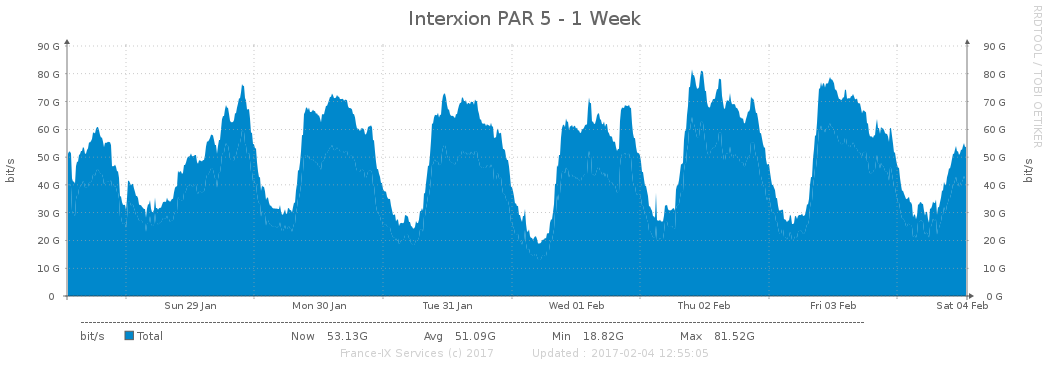 Interxion PAR 5 - 1 Week
RRDTOOL / TOBI OETIKER
90 G 90 G
80 G 80 G
70 G 70 G
60 G 60 G
50 G 50 G
40 G 40 G
30 G 30 G
20 G 20 G
10 G 10 G
0 0 G
bit/s bit/s
Sun 29 Jan Mon 30 Jan Tue 31 Jan Wed 01 Feb Thu 02 Feb Fri 03 Feb Sat 04 Feb
bit/s Total Now 53.13G Avg 51.09G Min 18.82G Max 81.52G
France-IX Services (c) 2017 Updated : 2017-02-04 12:55:05